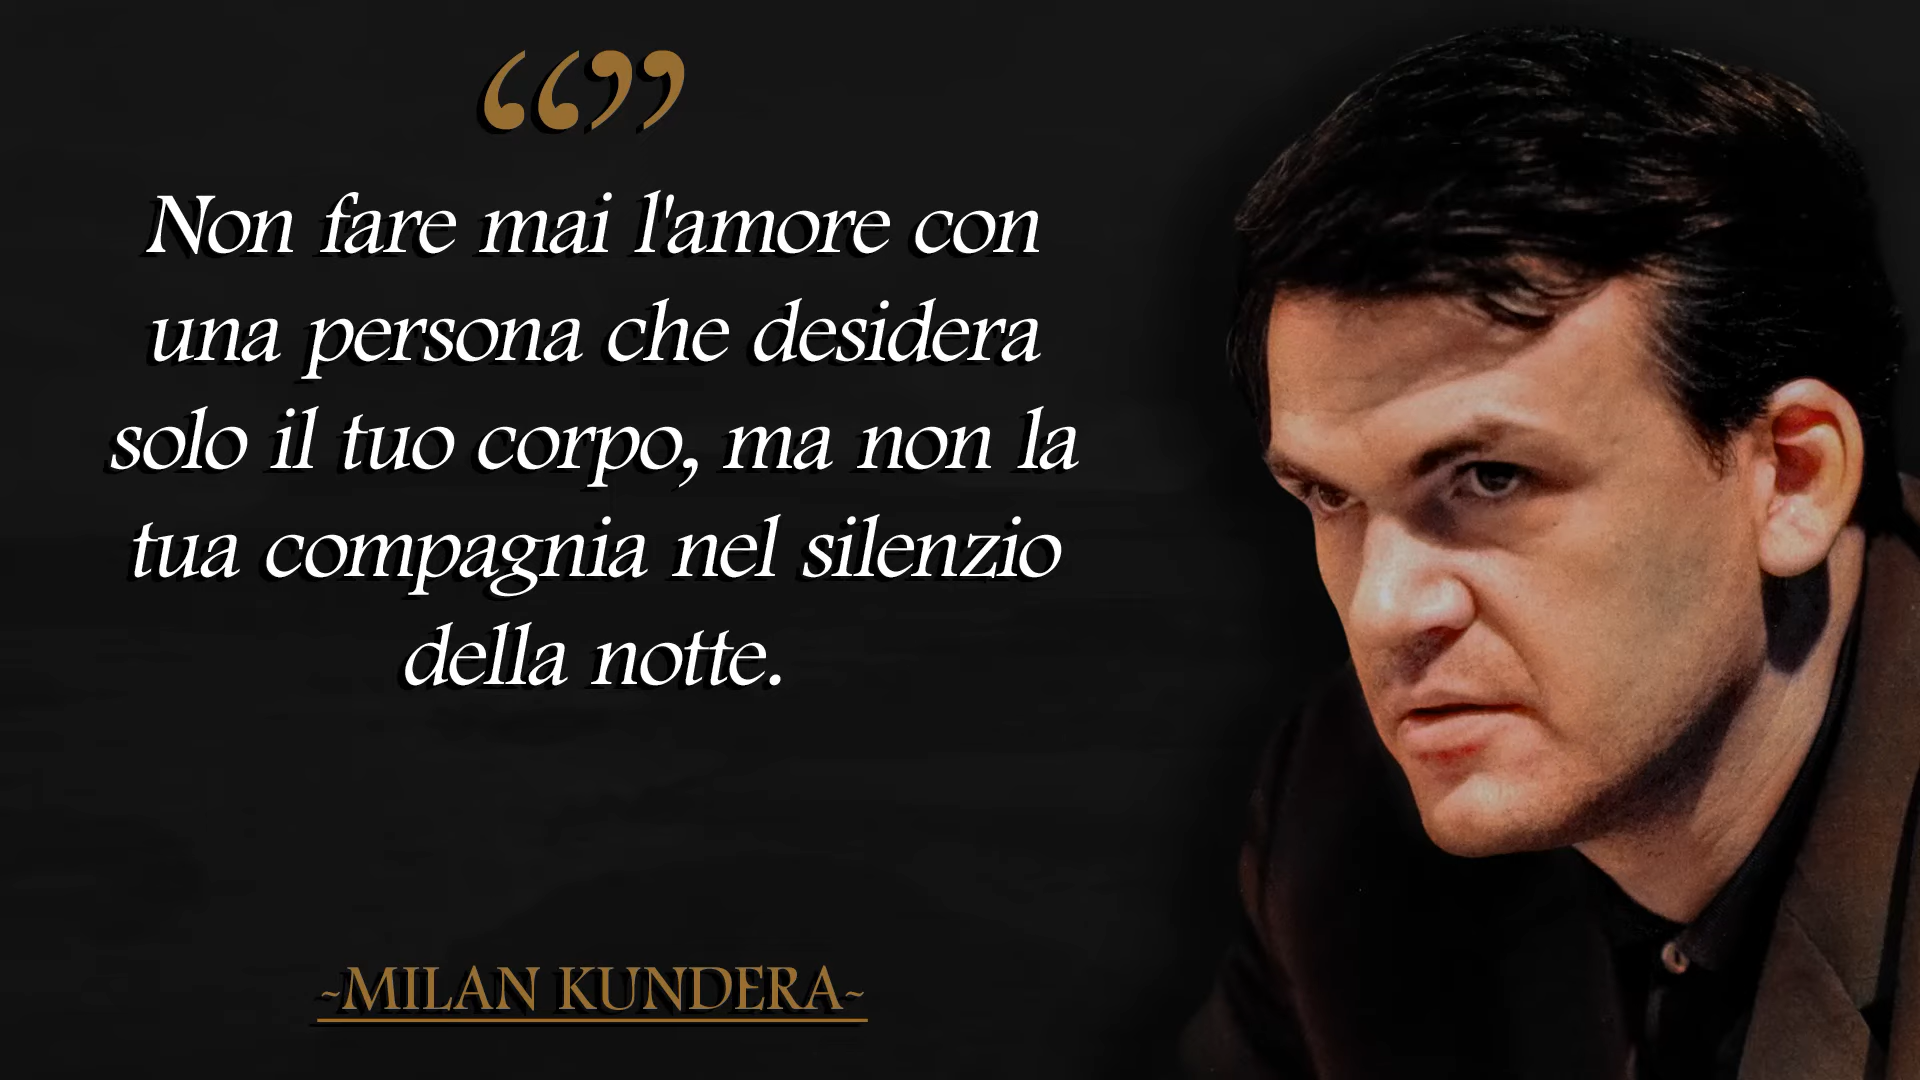 “”
Non fare mai l'amore con
una persona che desidera
solo il tuo corpo, ma non la
tua compagnia nel silenzio
della notte.
~MILAN KUNDERA~